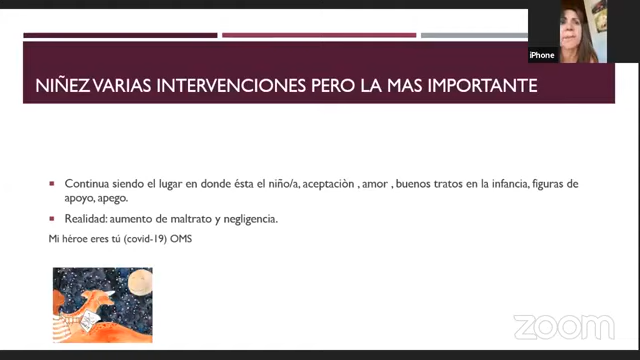 iPhone
NIÑEZ VARIAS INTERVENCIONES PERO LA MAS IMPORTANTE
Continua siendo el lugar en donde ésta el niño/a, aceptaciòn , amor , buenos tratos en la infancia, figuras de
apoyo, apego.
Realidad: aumento de maltrato y negligencia.
Mi héroe eres tú (covid-19) OMS
zoom